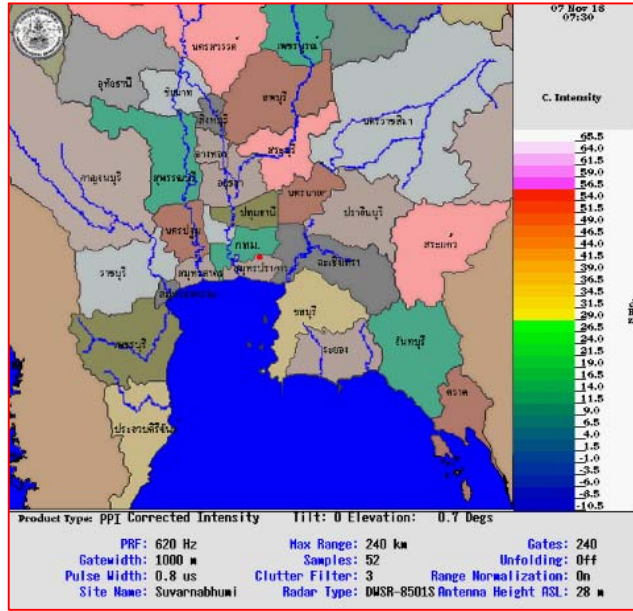 07 Nov 18
07:30
C. Intensity
นครสวรรค์
เพชรบูรณ์
อุทัยธานี
ชัยนาท
ลพบุรี
สิงห์บุรี
นครราชสีมา
อ่างทอง
สระบุรี
กาญจนบุรี
สุพรรณบุรี
อยุธยา
นครนายก
ปทุมธานี
ปราจีนบุรี
นครปฐม
กทม.
สระแก้ว
ฉะเชิงเทรา
ราชบุรี
สมุทรสาคร
สมุทรปราการ
ชลบุรี
เพชรบุรี
ระยอง
จันทบุรี
ตราด
ประจวบคีรีขันธ์
65.5
64.0
61.5
59.0
56.5
54.0
51.5
49.0
46.5
44.0
41.5
39.0
36.5
34.0
31.5
29.0
26.5
24.0
21.5
19.0
16.5
14.0
11.5
9.0
6.5
4.0
1.5
-1.0
-3.5
-6.0
-8.5
-10.5
Product Type: PPI Corrected Intensity Tilt: 0 Elevation: 0.7 Degs
PRF: 620 Hz Max Range: 240 km Gates: 240
Gatewidth: 1000 m Samples: 52 Unfolding: Off
Pulse Width: 0.8 us Clutter Filter: 3 Range Normalization: On
Site Name: Suvarnabhumi Radar Type: DWSR-8501S Antenna Height ASL: 28 m